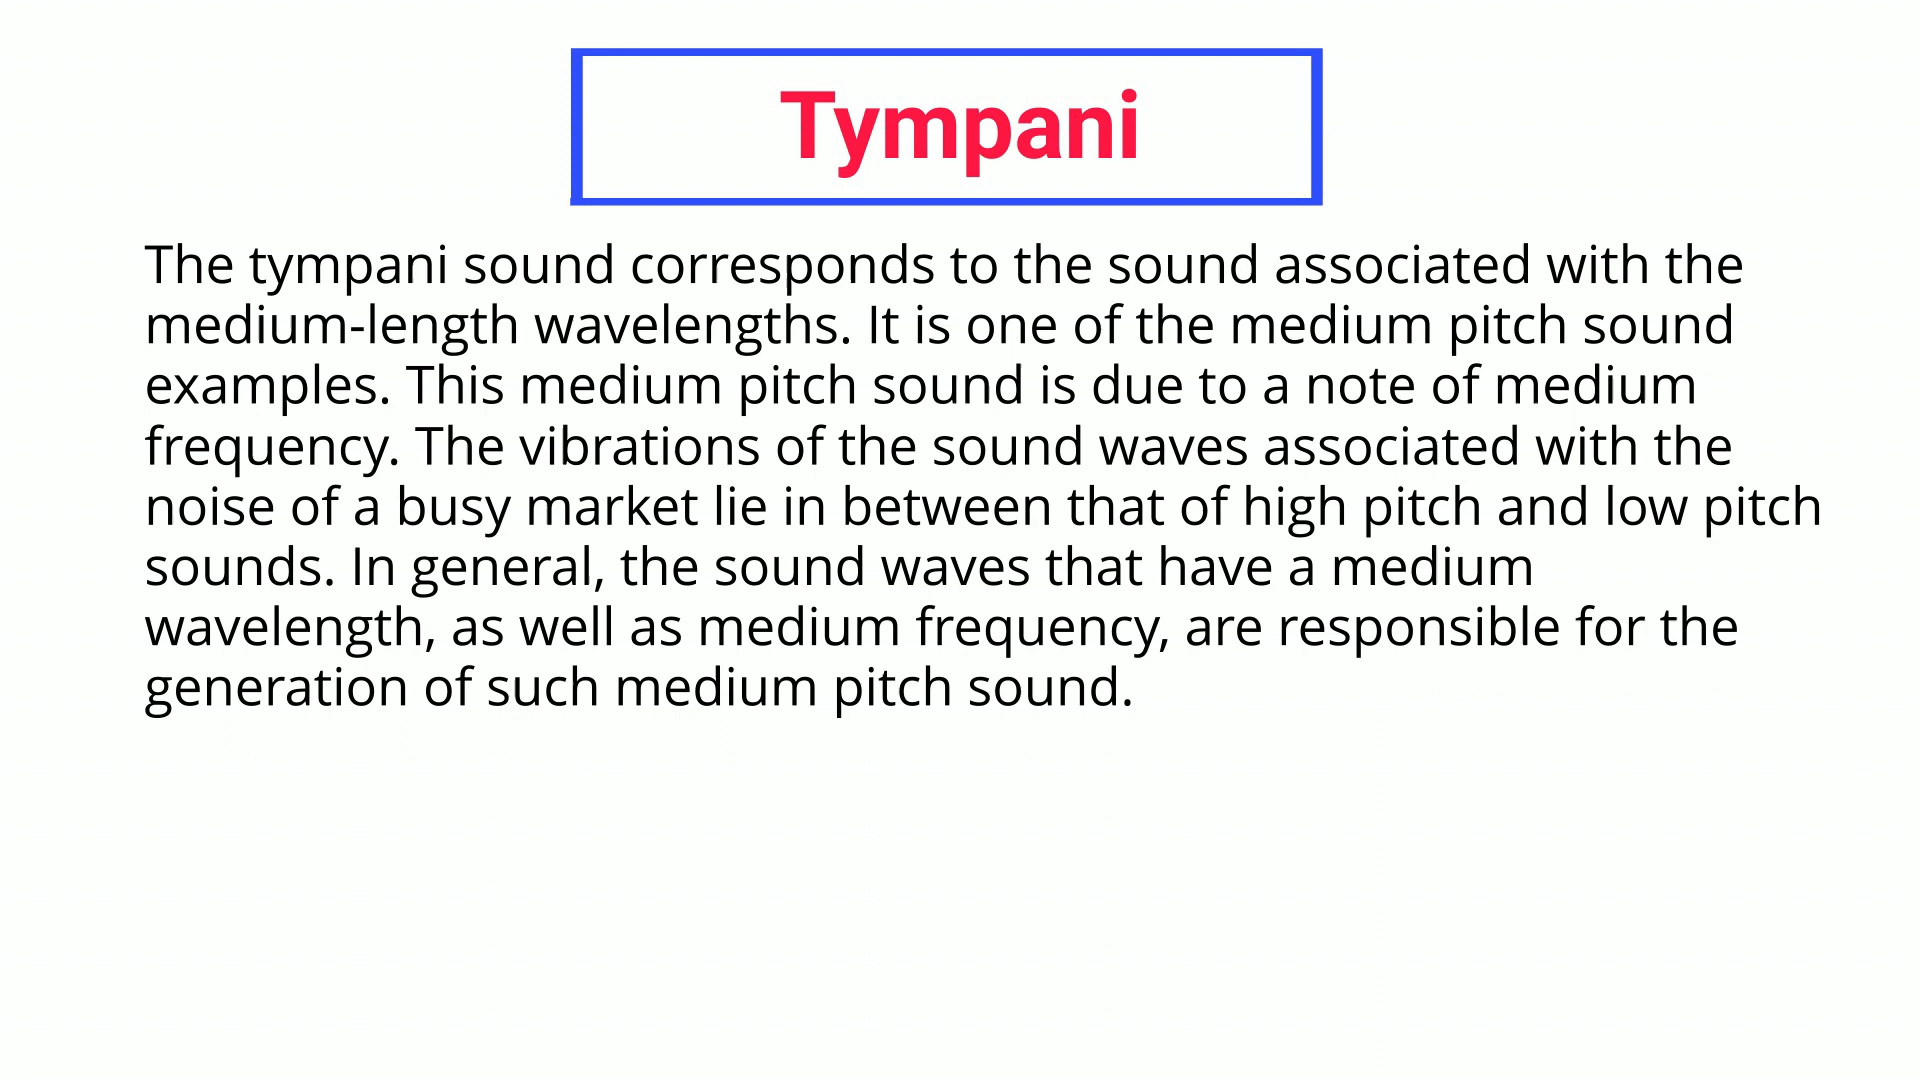 Tympani
The tympani sound corresponds to the sound associated with the
medium-length wavelengths. It is one of the medium pitch sound
examples. This medium pitch sound is due to a note of medium
frequency. The vibrations of the sound waves associated with the
noise of a busy market lie in between that of high pitch and low pitch
sounds. In general, the sound waves that have a medium
wavelength, as well as medium frequency, are responsible for the
generation of such medium pitch sound.